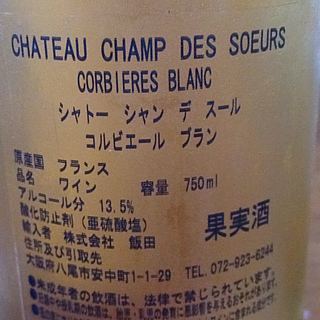 CHATEAU CHAMP DES SOEURS
CORBIERES BLANC
シャトー シャン デ スール
コルビエール ブラン
原産国 フランス
品名 ワイン 容量 750ml
アルコール分 13.5%
酸化防止剤（亜硫酸塩）
輸入者 株式会社 飯田 果実酒
住所及び引取先
大阪府八尾市安中町1-1-29 TEL.072-923-6244
●未成年者の飲酒は、法律で禁じられています。